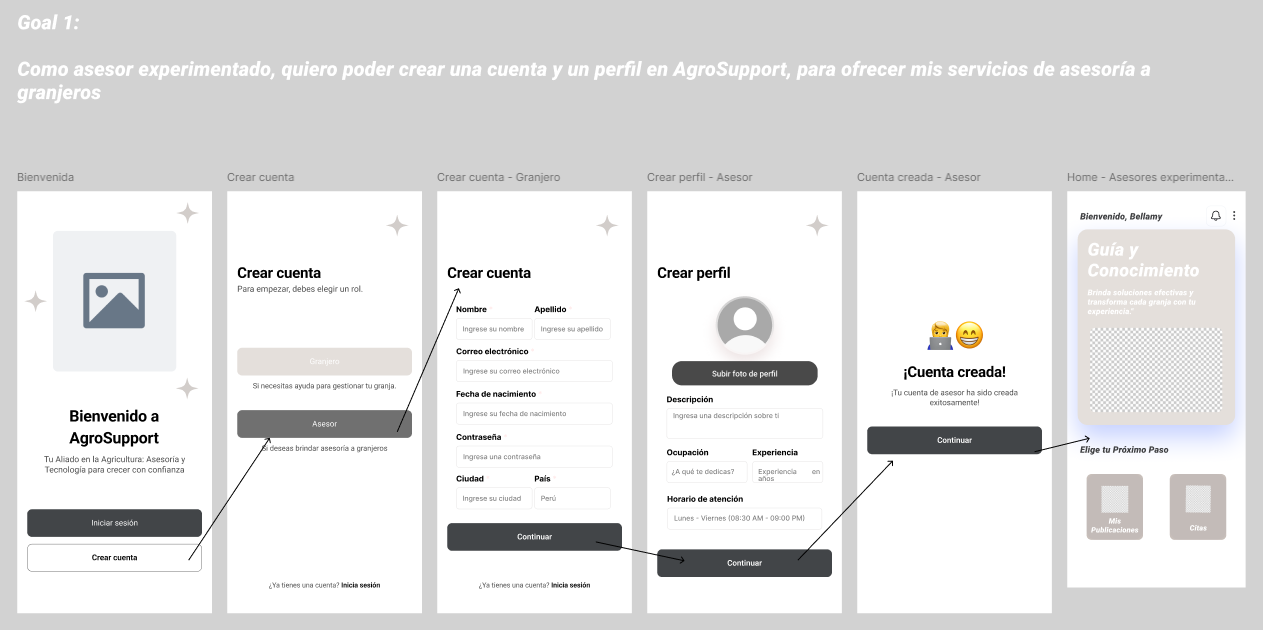 Goal 1:
Como asesor experimentado, quiero poder crear una cuenta y un perfil en AgroSupport, para ofrecer mis servicios de asesoría a
granjeros
Bienvenida
Bienvenido a
AgroSupport
Tu Aliado en la Agricultura: Asesoria y
Tecnología para crecer con confianza
Iniciar sesión
Crear cuenta
Crear cuenta
Crear cuenta
Para empezar, debes elegir un rol.
Granjero
Si necesitas ayuda para gestionar tu granja.
Asesor
Si deseas brindar asesoría a granjeros
¿Ya tienes una cuenta? Inicia sesión
Crear cuenta - Granjero
Crear cuenta
Nombre Apellido
Ingrese su nombre Ingrese su apellido
Correo electrónico
Ingrese su correo electrónico
Fecha de nacimiento
Ingrese su fecha de nacimiento
Contraseña
Ingrese una contraseña
Ciudad País
Ingrese su ciudad Perú
Continuar
¿Ya tienes una cuenta? Inicia sesión
Crear perfil - Asesor
Crear perfil
Subir foto de perfil
Descripción
Ingresa una descripción sobre ti
Ocupación Experiencia
¿A qué te dedicas? Experiencia en
años
Horario de atención
Lunes - Viernes (08:30 AM - 09:00 PM)
Continuar
Cuenta creada - Asesor
¡Cuenta creada!
¡Tu cuenta de asesor ha sido creada
exitosamente!
Continuar
Home - Asesores experimenta...
Bienvenido, Bellamy
Guía y
Conocimiento
Brinda soluciones efectivas y
transforma cada granja con tu
experiencia."
Elige tu Próximo Paso
Mis
Publicaciones
Citas